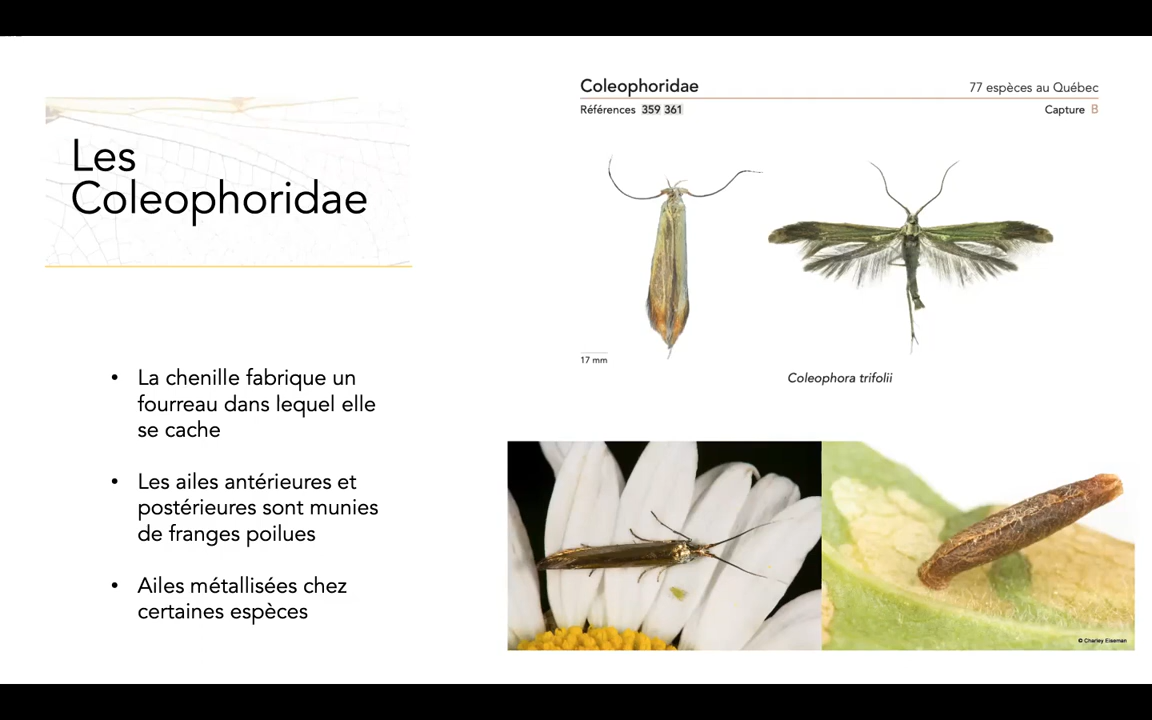 Les
Coleophoridae
• La chenille fabrique un
fourreau dans lequel elle
se cache
• Les ailes antérieures et
postérieures sont munies
de franges poilues
• Ailes métallisées chez
certaines espèces
Coleophoridae 77 espèces au Québec
Références 359 361 Capture B
17 mm
Coleophora trifolii
© Charley Eiseman